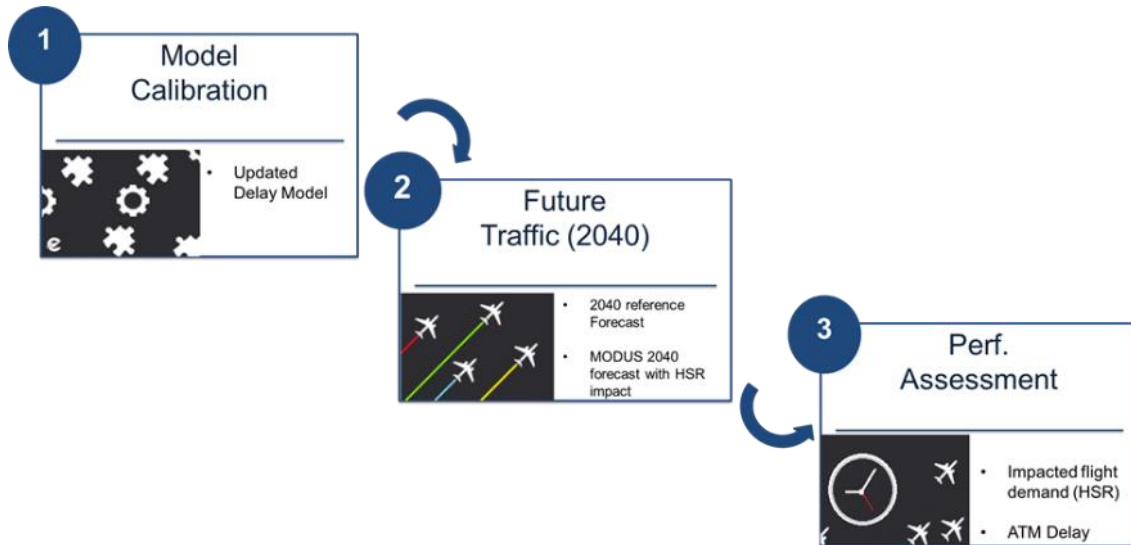 1
Model
Calibration
• Updated
Delay Model
e
2
Future
Traffic (2040)
• 2040 reference
Forecast
• MODUS 2040
forecast with HSR
impact
3
Perf.
Assessment
• Impacted flight
demand (HSR)
• ATM Delay